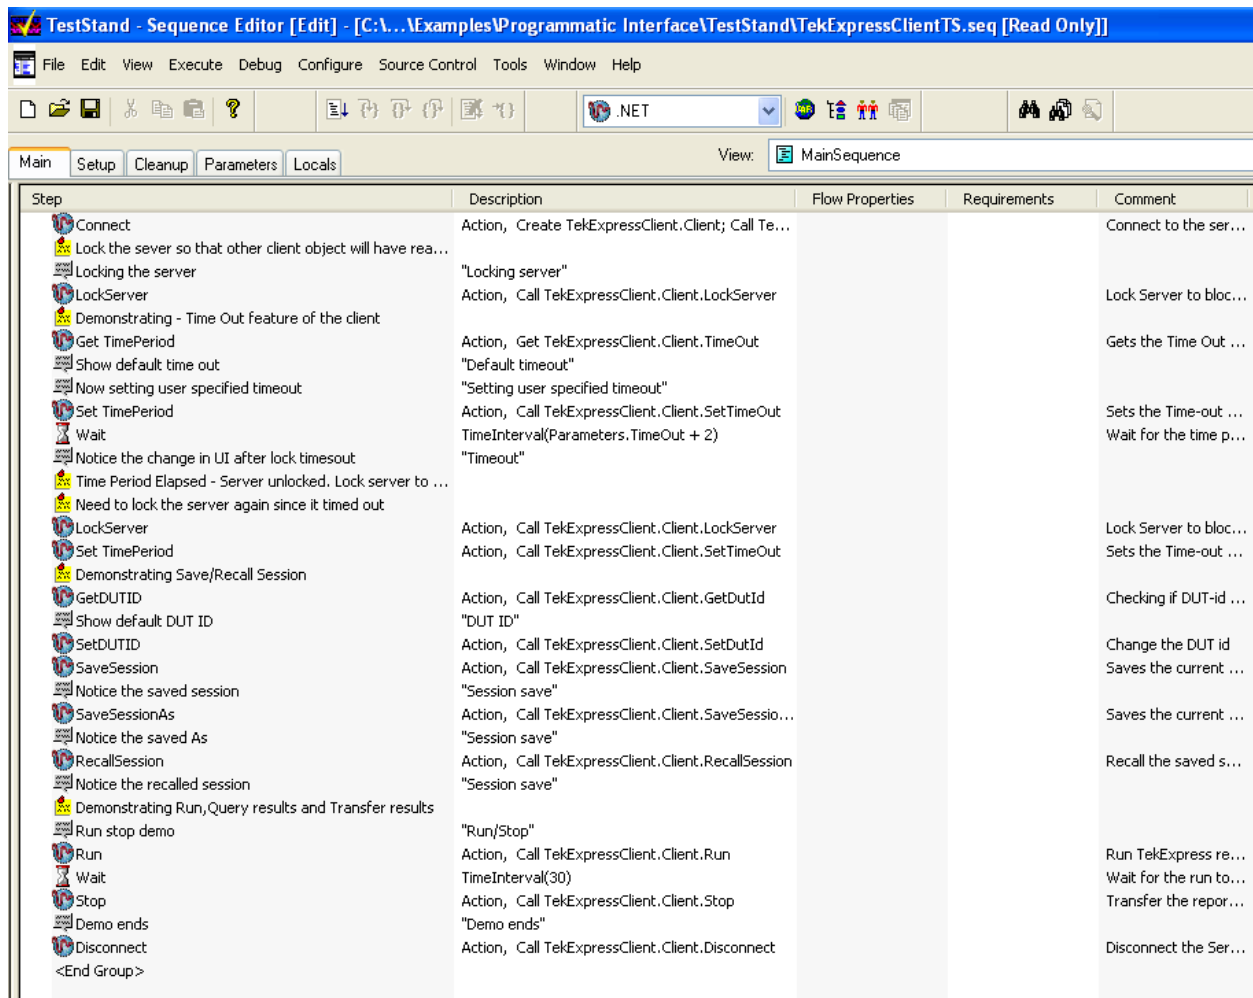 TestStand - Sequence Editor [Edit] - [C:\...\Examples\Programmatic Interface\TestStand\TekExpressClientTS.seq [Read Only]]
File Edit View Execute Debug Configure Source Control Tools Window Help
.NET
Main Setup Cleanup Parameters Locals View: MainSequence
Step Description Flow Properties Requirements Comment
Connect Action, Create TekExpressClient.Client; Call Te... Connect to the ser...
Lock the sever so that other client object will have rea...
Locking the server "Locking server"
LockServer Action, Call TekExpressClient.Client.LockServer Lock Server to bloc...
Demonstrating - Time Out feature of the client
Get TimePeriod Action, Get TekExpressClient.Client.TimeOut Gets the Time Out ...
Show default time out "Default timeout"
Now setting user specified timeout "Setting user specified timeout"
Set TimePeriod Action, Call TekExpressClient.Client.SetTimeOut Sets the Time-out ...
Wait TimeInterval(Parameters.TimeOut + 2) Wait for the time p...
Notice the change in UI after lock timesout "Timeout"
Time Period Elapsed - Server unlocked. Lock server to ...
Need to lock the server again since it timed out
LockServer Action, Call TekExpressClient.Client.LockServer Lock Server to bloc...
Set TimePeriod Action, Call TekExpressClient.Client.SetTimeOut Sets the Time-out ...
Demonstrating Save/Recall Session
GetDUTID Action, Call TekExpressClient.Client.GetDutId Checking if DUT-id ...
Show default DUT ID "DUT ID"
SetDUTID Action, Call TekExpressClient.Client.SetDutId Change the DUT id
SaveSession Action, Call TekExpressClient.Client.SaveSession Saves the current ...
Notice the saved session "Session save"
SaveSessionAs Action, Call TekExpressClient.Client.SaveSessio... Saves the current ...
Notice the saved As "Session save"
RecallSession Action, Call TekExpressClient.Client.RecallSession Recall the saved s...
Notice the recalled session "Session save"
Demonstrating Run,Query results and Transfer results
Run stop demo "Run/Stop"
Run Action, Call TekExpressClient.Client.Run Run TekExpress re...
Wait TimeInterval(30) Wait for the run to...
Stop Action, Call TekExpressClient.Client.Stop Transfer the repor...
Demo ends "Demo ends"
Disconnect Action, Call TekExpressClient.Client.Disconnect Disconnect the Ser...
<End Group>